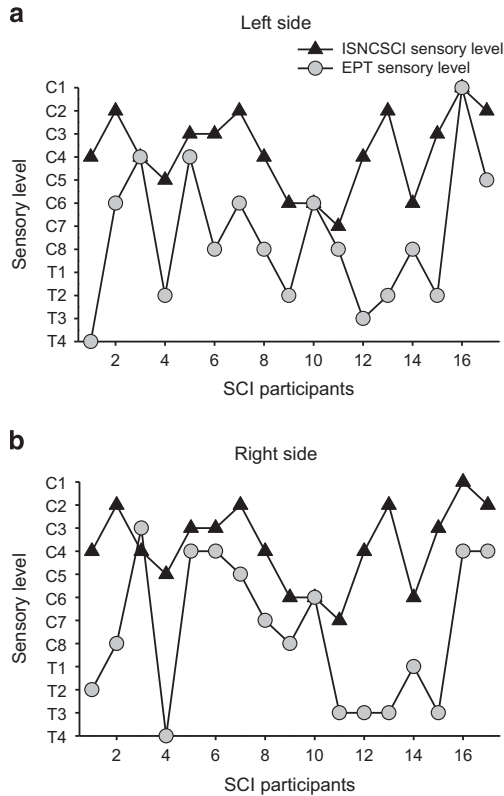 a
Left side
ISNCSCI sensory level
EPT sensory level
C1
C2
C3
C4
C5
C6
C7
C8
T1
T2
T3
T4
Sensory level
2 4 6 8 10 12 14 16
SCI participants
b
Right side
C1
C2
C3
C4
C5
C6
C7
C8
T1
T2
T3
T4
Sensory level
2 4 6 8 10 12 14 16
SCI participants